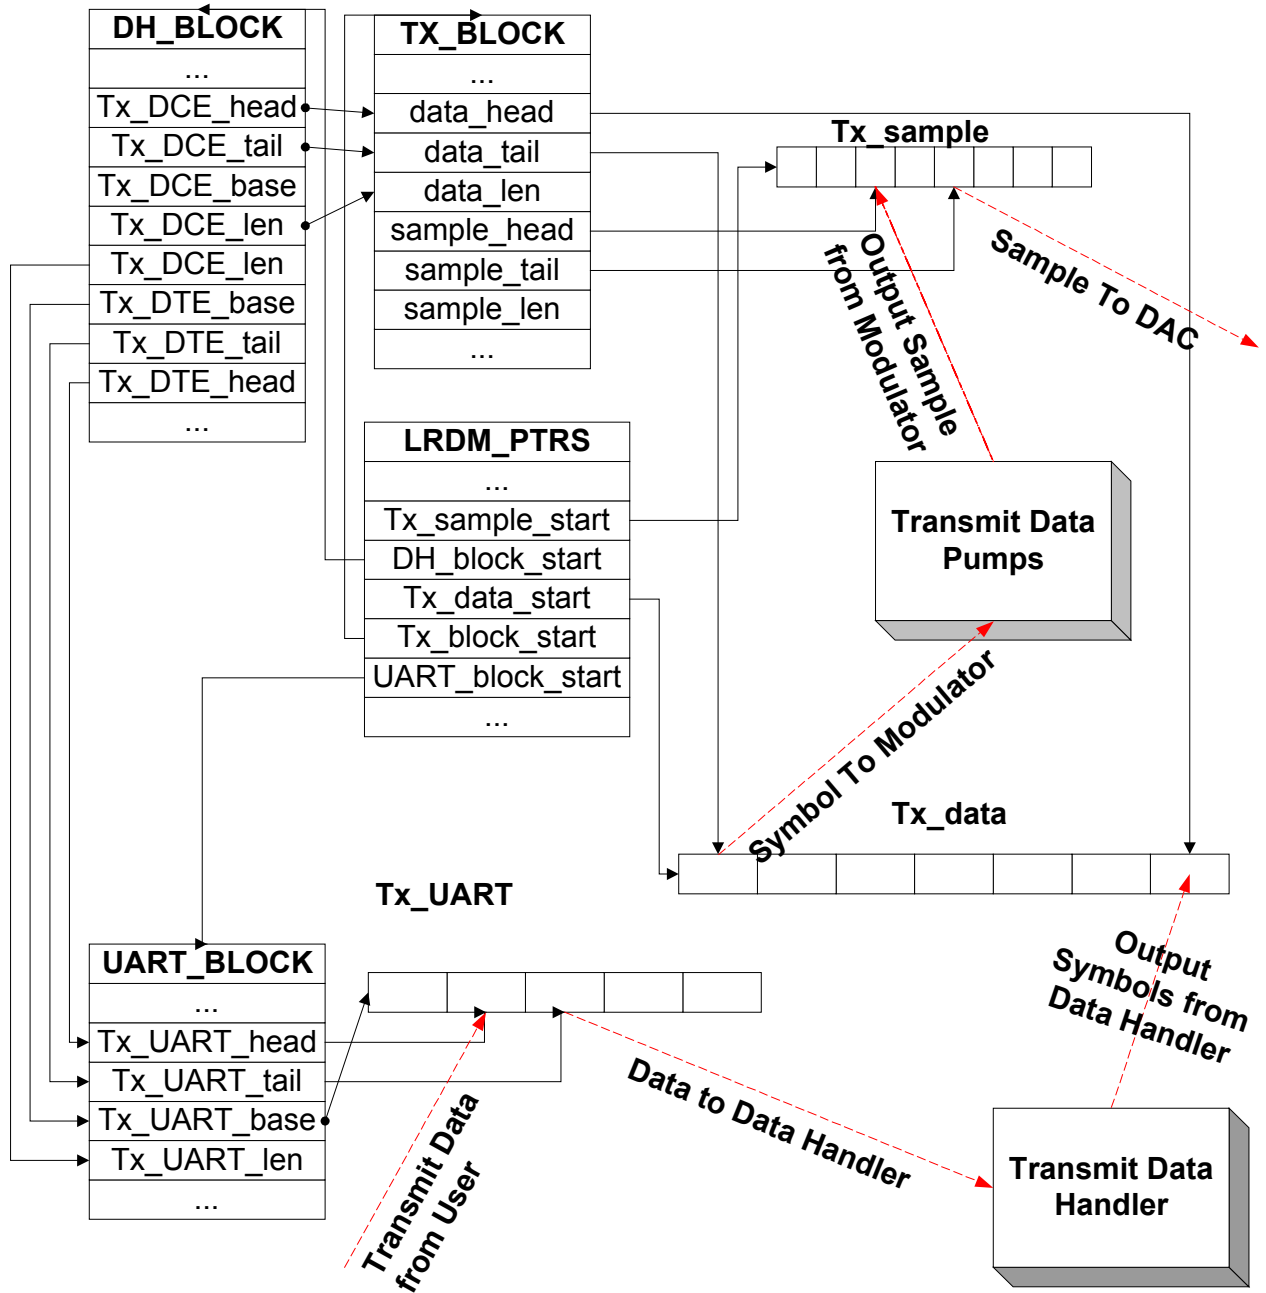 DH_BLOCK
...
Tx_DCE_head
Tx_DCE_tail
Tx_DCE_base
Tx_DCE_len
Tx_DCE_len
Tx_DTE_base
Tx_DTE_tail
Tx_DTE_head
...
TX_BLOCK
...
data_head
data_tail
data_len
sample_head
sample_tail
sample_len
...
Tx_sample
Output Sample
from Modulator
Sample To DAC
LRDM_PTRS
...
Tx_sample_start
DH_block_start
Tx_data_start
Tx_block_start
UART_block_start
...
Transmit Data
Pumps
Symbol To Modulator
Tx_data
Tx_UART
UART_BLOCK
...
Tx_UART_head
Tx_UART_tail
Tx_UART_base
Tx_UART_len
...
Transmit Data
from User
Data to Data Handler
Output
Symbols from
Data Handler
Transmit Data
Handler